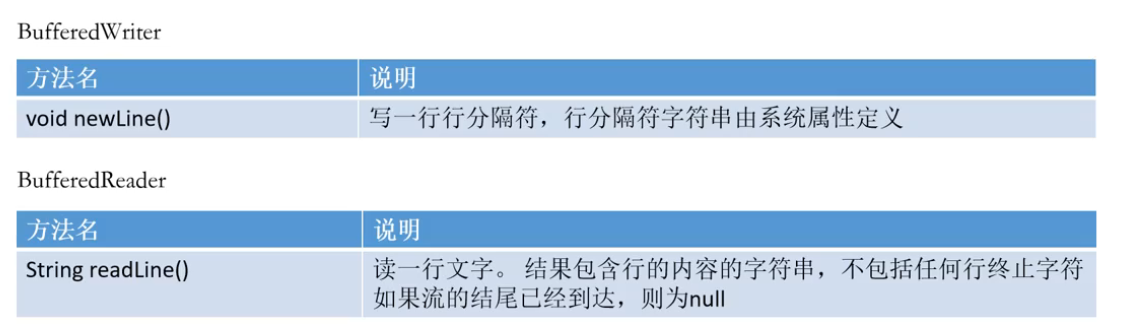 BufferedWriter
方法名 说明
void newLine() 写一行行分隔符，行分隔符字符串由系统属性定义
BufferedReader
方法名 说明
String readLine() 读一行文字。 结果包含行的内容的字符串，不包括任何行终止字符
如果流的结尾已经到达，则为null